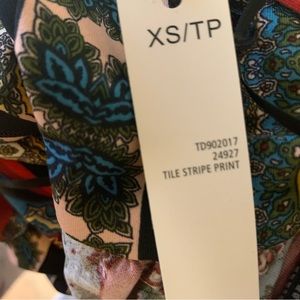 XS/TP
TD902017
24927
TILE STRIPE PRINT